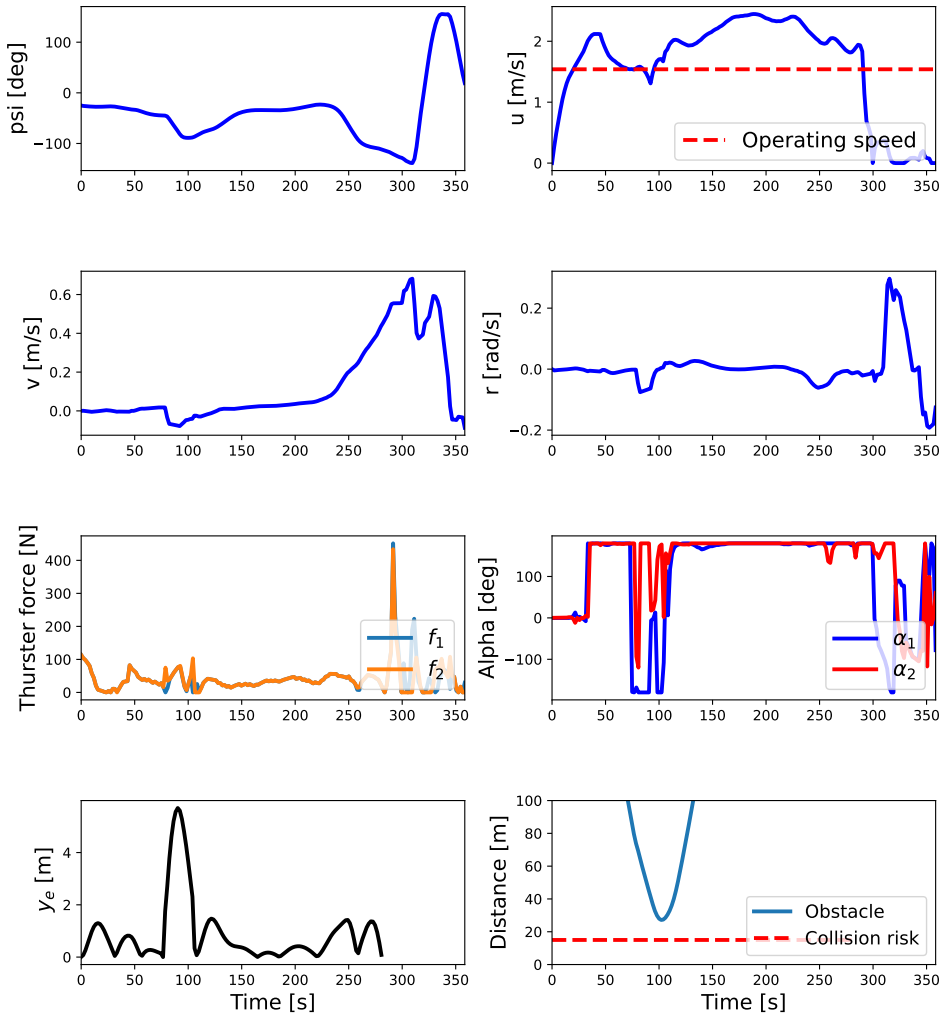 psi [deg]
100
0
−100
0 50 100 150 200 250 300 350
u [m/s]
2
1
0
Operating speed
0 50 100 150 200 250 300 350
v [m/s]
0.6
0.4
0.2
0.0
0 50 100 150 200 250 300 350
r [rad/s]
0.2
0.0
−0.2
0 50 100 150 200 250 300 350
Thurster force [N]
400
300
200
100
0
f1
f2
0 50 100 150 200 250 300 350
Alpha [deg]
100
0
−100
α1
α2
0 50 100 150 200 250 300 350
ye [m]
4
2
0
0 50 100 150 200 250 300 350
Time [s]
Distance [m]
100
80
60
40
20
0
Obstacle
Collision risk
0 50 100 150 200 250 300 350
Time [s]